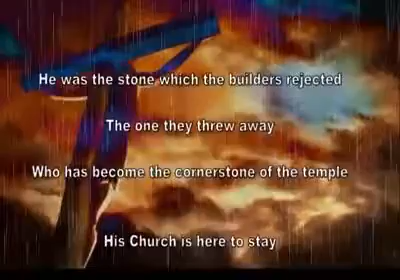 He was the stone which the builders rejected
The one they threw away
Who has become the cornerstone of the temple
His Church is here to stay